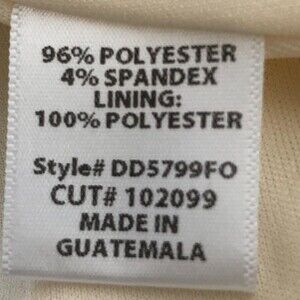 96% POLYESTER
4% SPANDEX
LINING:
100% POLYESTER
Style# DD5799FO
CUT# 102099
MADE IN
GUATEMALA